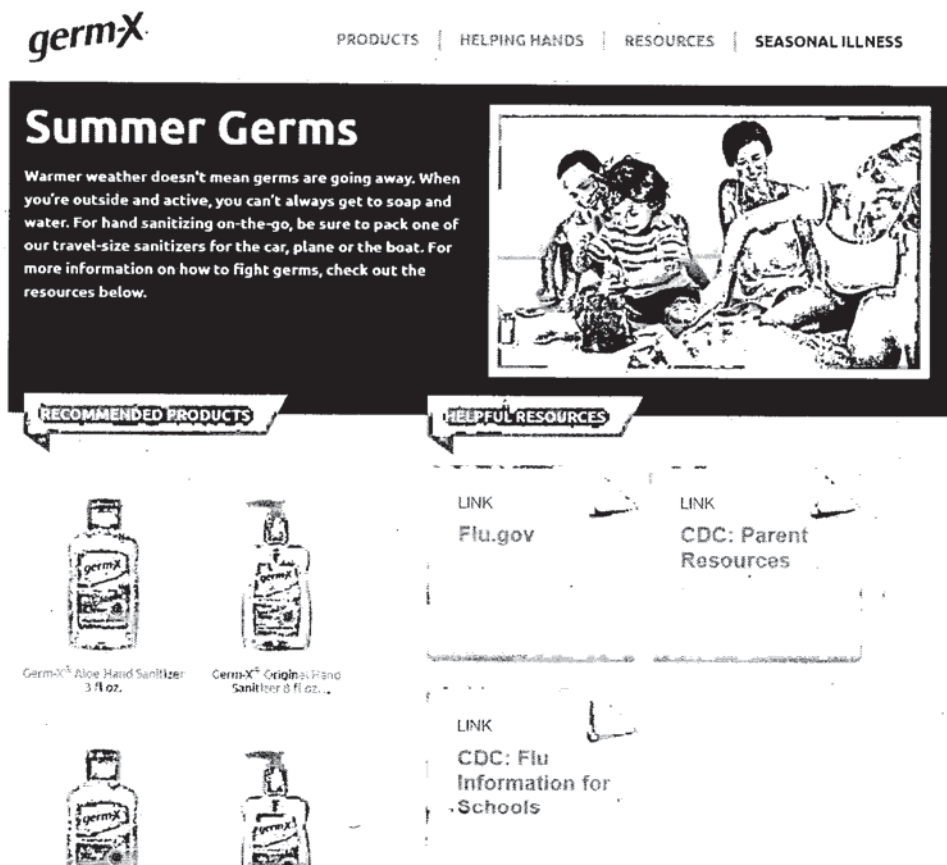 germ-X
PRODUCTS | HELPING HANDS | RESOURCES | SEASONAL ILLNESS
Summer Germs
Warmer weather doesn't mean germs are going away. When
you're outside and active, you can't always get to soap and
water. For hand sanitizing on-the-go, be sure to pack one of
our travel-size sanitizers for the car, plane or the boat. For
more information on how to fight germs, check out the
resources below.
RECOMMENDED PRODUCTS
germ-X
germ-X
Germ-X® Aloe Hand Sanitizer
3 fl oz.
Germ-X® Original Hand
Sanitizer 8 fl oz...
germ-X
germ-X
HELPFUL RESOURCES
LINK
Flu.gov
LINK
CDC: Parent
Resources
LINK
CDC: Flu
Information for
Schools